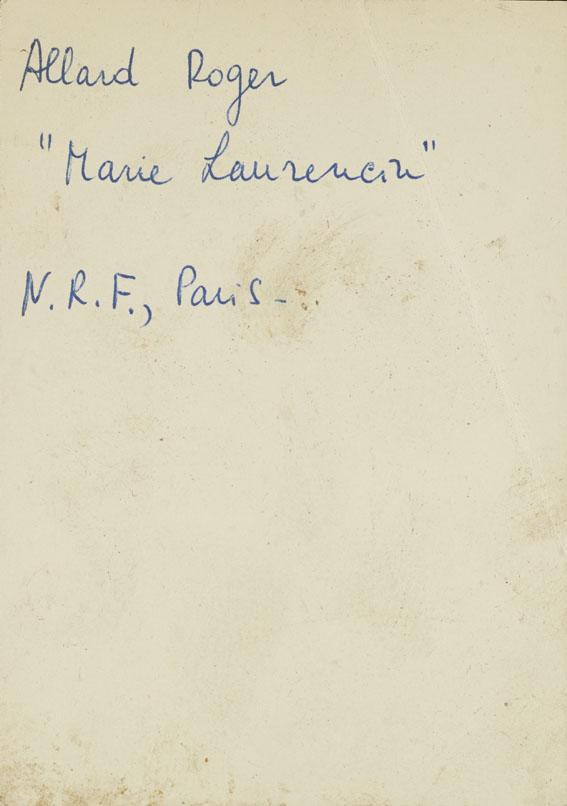 Allard Roger
"Marie Laurencin"
N.R.F., Paris-